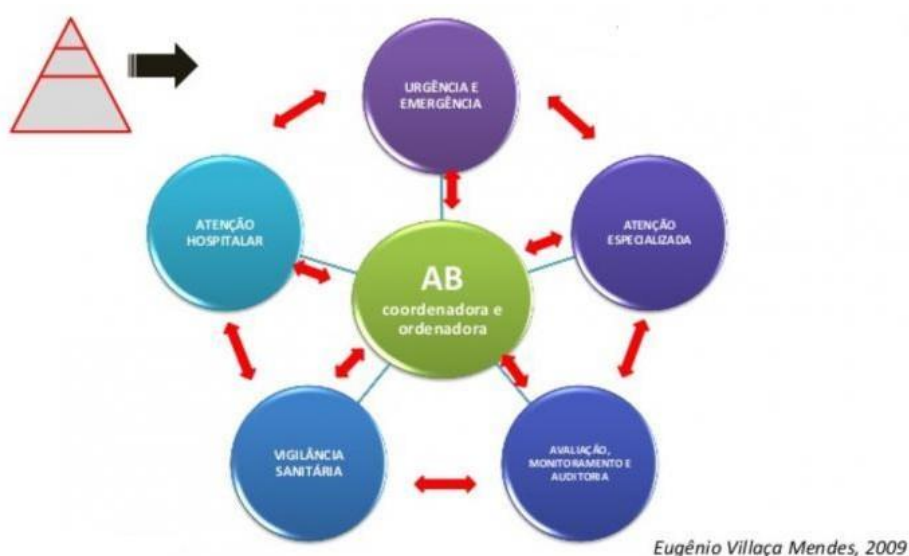 URGÊNCIA E
EMERGÊNCIA
ATENÇÃO
HOSPITALAR
ATENÇÃO
ESPECIALIZADA
AB
coordenadora e
ordenadora
VIGILÂNCIA
SANITÁRIA
AVALIAÇÃO,
MONITORAMENTO E
AUDITORIA
Eugênio Villaça Mendes, 2009